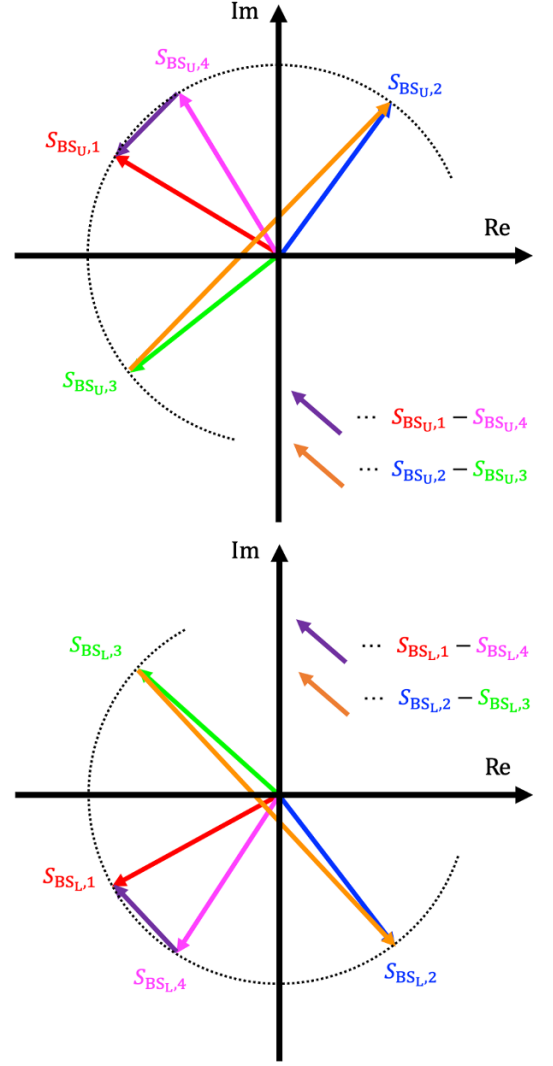 Im
S_BS_U,4
S_BS_U,2
S_BS_U,1
Re
S_BS_U,3
⋯ S_BS_U,1 − S_BS_U,4
⋯ S_BS_U,2 − S_BS_U,3
Im
S_BS_L,3
⋯ S_BS_L,1 − S_BS_L,4
⋯ S_BS_L,2 − S_BS_L,3
Re
S_BS_L,1
S_BS_L,4
S_BS_L,2